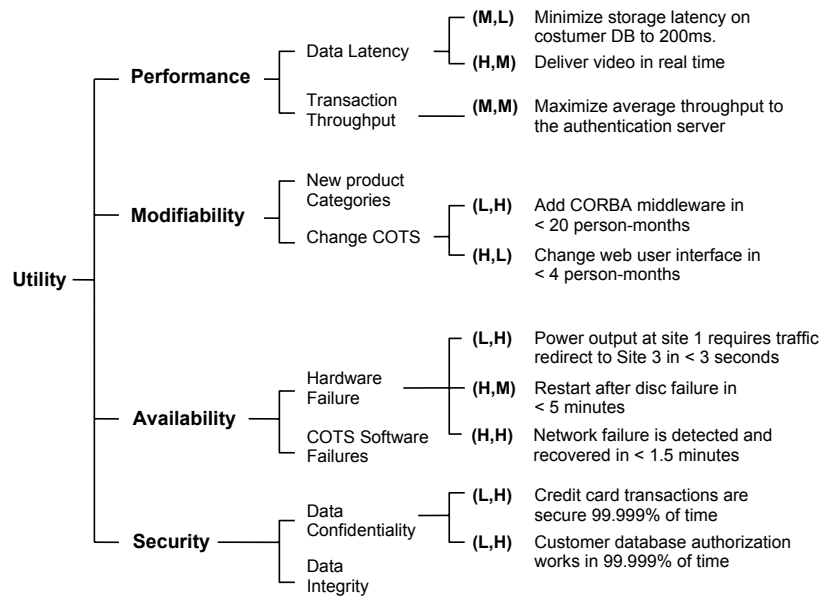 Utility
Performance
Data Latency
(M,L) Minimize storage latency on
costumer DB to 200ms.
(H,M) Deliver video in real time
Transaction
Throughput
(M,M) Maximize average throughput to
the authentication server
Modifiability
New product
Categories
Change COTS
(L,H) Add CORBA middleware in
< 20 person-months
(H,L) Change web user interface in
< 4 person-months
Availability
Hardware
Failure
(L,H) Power output at site 1 requires traffic
redirect to Site 3 in < 3 seconds
(H,M) Restart after disc failure in
< 5 minutes
(H,H) Network failure is detected and
recovered in < 1.5 minutes
COTS Software
Failures
Security
Data
Confidentiality
(L,H) Credit card transactions are
secure 99.999% of time
(L,H) Customer database authorization
works in 99.999% of time
Data
Integrity